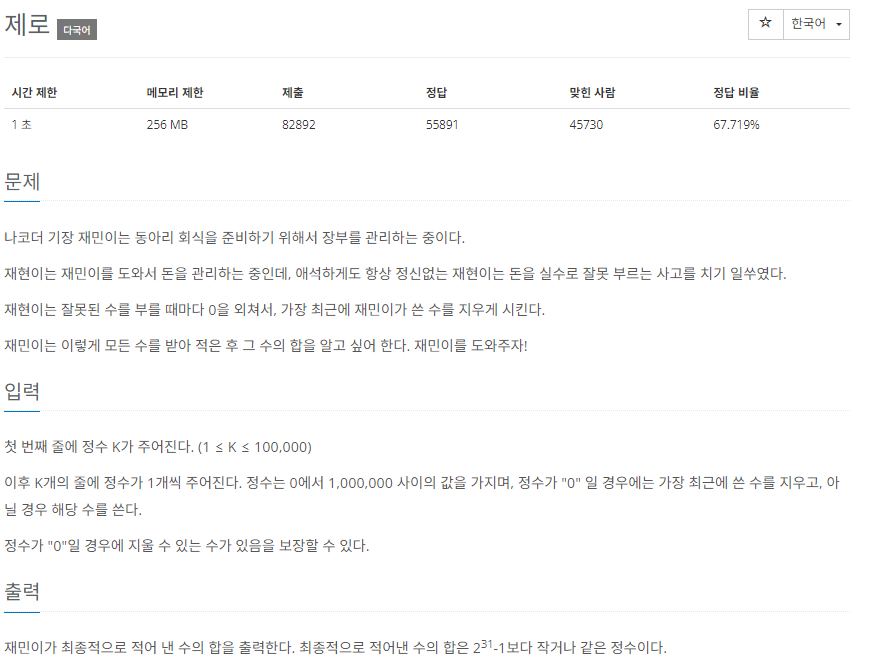 제로 다국어
☆ 한국어
시간 제한 메모리 제한 제출 정답 맞힌 사람 정답 비율
1 초 256 MB 82892 55891 45730 67.719%
문제
나코더 기장 재민이는 동아리 회식을 준비하기 위해서 장부를 관리하는 중이다.
재현이는 재민이를 도와서 돈을 관리하는 중인데, 애석하게도 항상 정신없는 재현이는 돈을 실수로 잘못 부르는 사고를 치기 일쑤였다.
재현이는 잘못된 수를 부를 때마다 0을 외쳐서, 가장 최근에 재민이가 쓴 수를 지우게 시킨다.
재민이는 이렇게 모든 수를 받아 적은 후 그 수의 합을 알고 싶어 한다. 재민이를 도와주자!
입력
첫 번째 줄에 정수 K가 주어진다. (1 ≤ K ≤ 100,000)
이후 K개의 줄에 정수가 1개씩 주어진다. 정수는 0에서 1,000,000 사이의 값을 가지며, 정수가 "0" 일 경우에는 가장 최근에 쓴 수를 지우고, 아
닐 경우 해당 수를 쓴다.
정수가 "0"일 경우에 지울 수 있는 수가 있음을 보장할 수 있다.
출력
재민이가 최종적으로 적어 낸 수의 합을 출력한다. 최종적으로 적어낸 수의 합은 2^31-1보다 작거나 같은 정수이다.